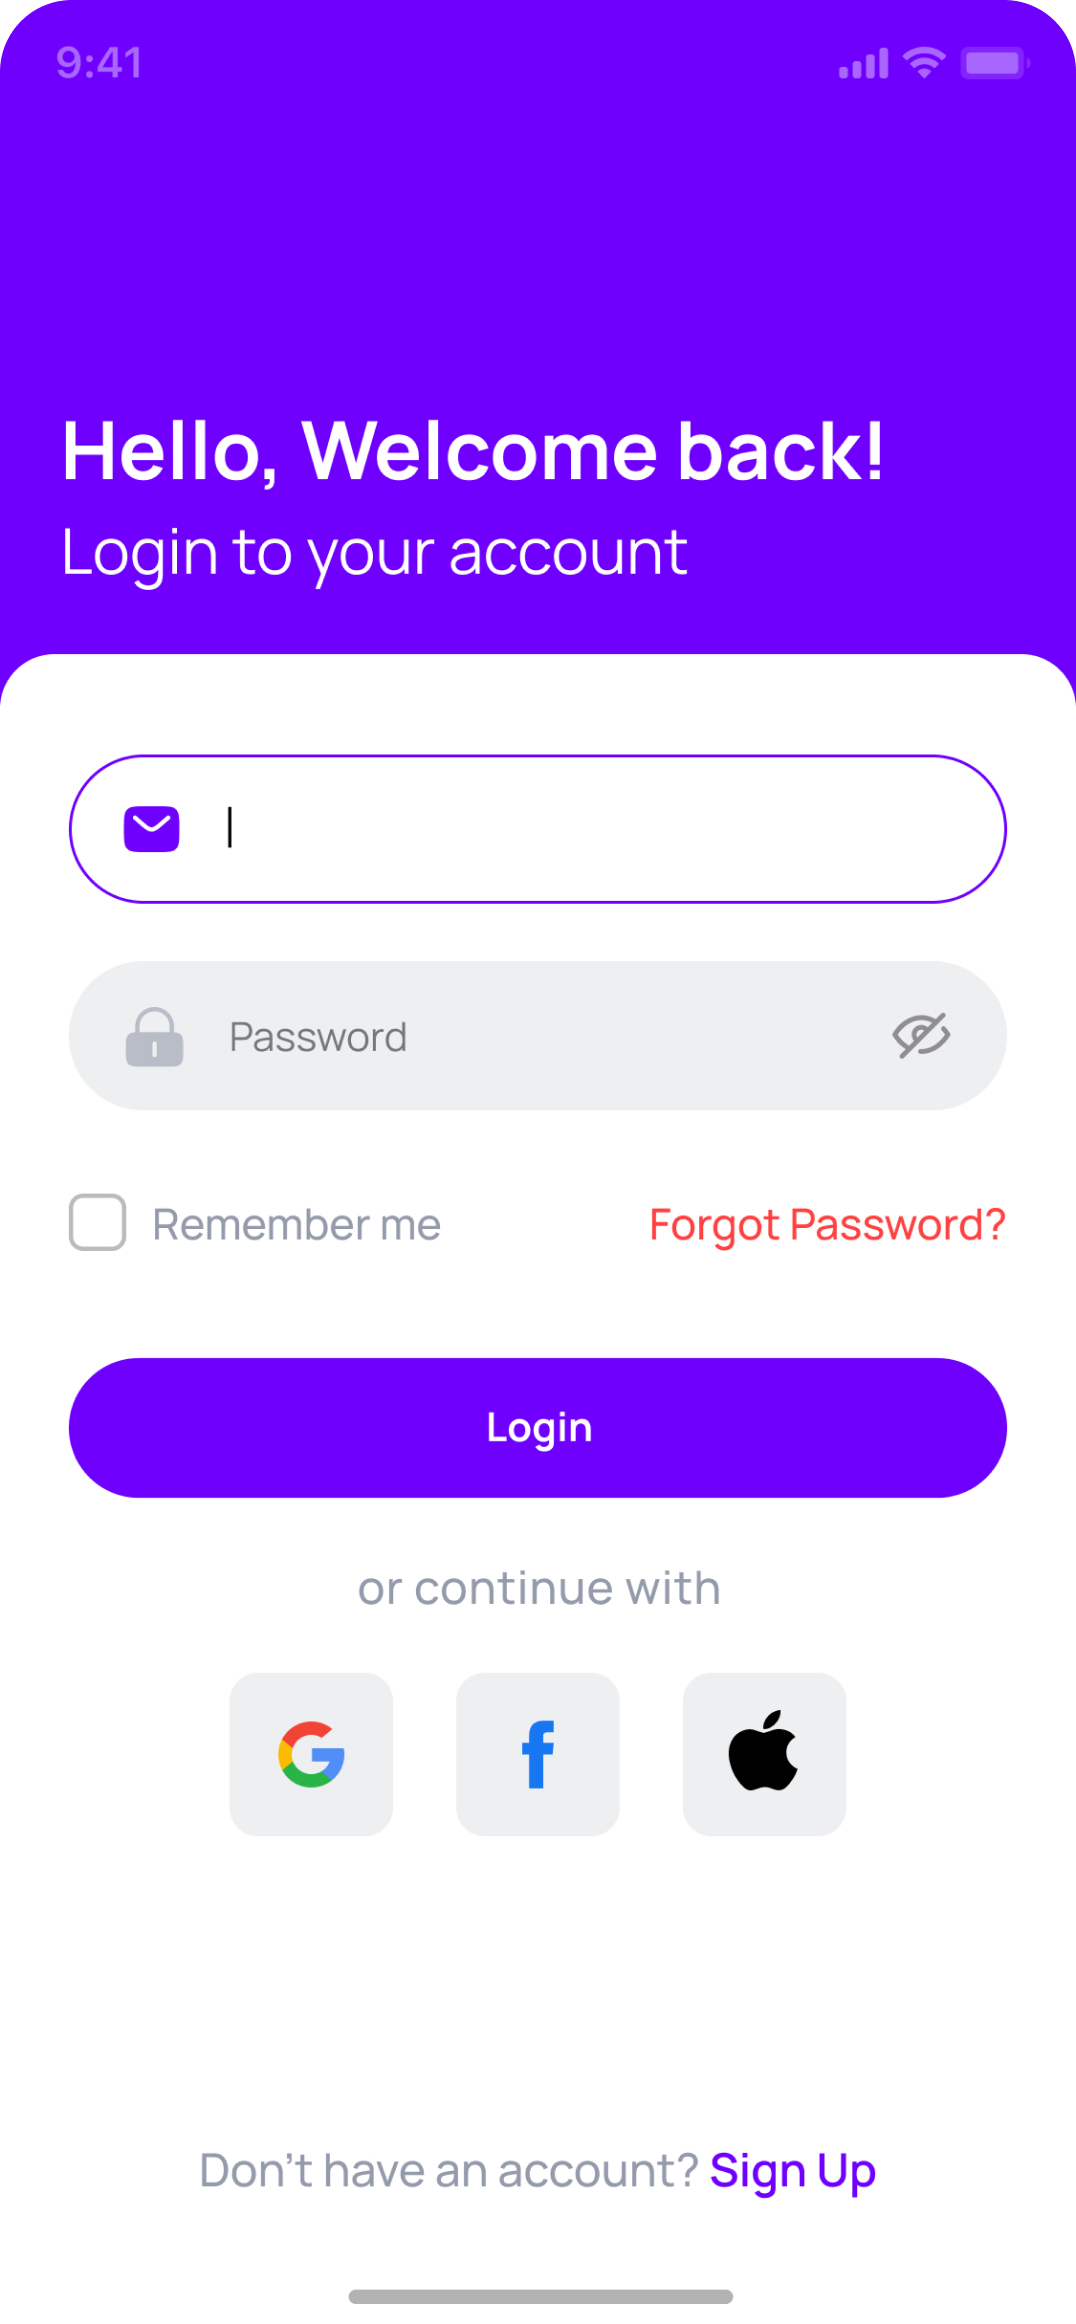 9:41
Hello, Welcome back!
Login to your account
Password
Remember me
Forgot Password?
Login
or continue with
Don't have an account? Sign Up